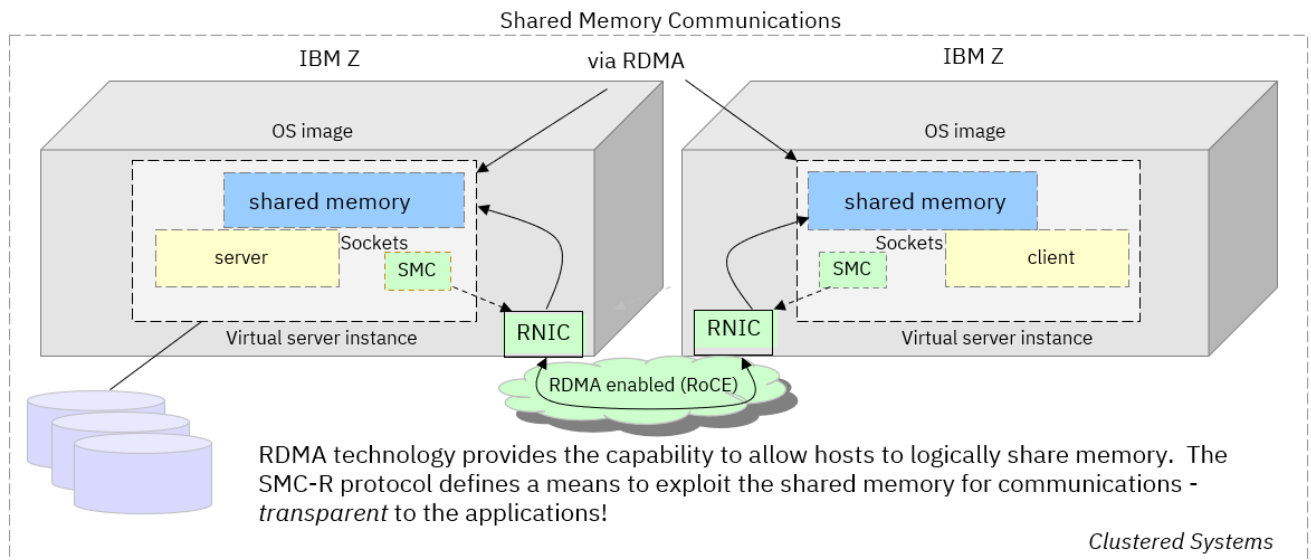 Shared Memory Communications
IBM Z
via RDMA
IBM Z
OS image
OS image
shared memory
shared memory
Sockets
Sockets
server
client
SMC
SMC
RNIC
RNIC
Virtual server instance
Virtual server instance
RDMA enabled (RoCE)
RDMA technology provides the capability to allow hosts to logically share memory. The
SMC-R protocol defines a means to exploit the shared memory for communications -
transparent to the applications!
Clustered Systems